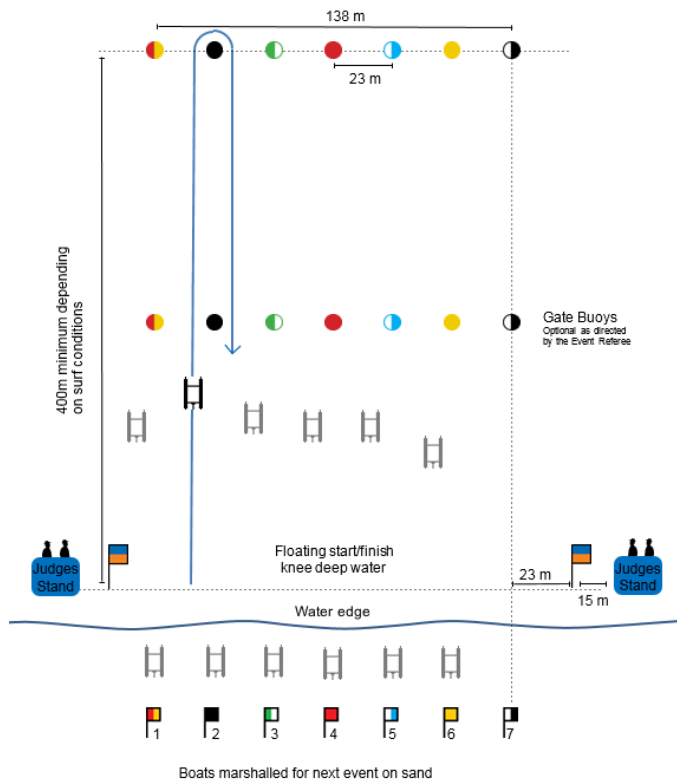 138 m
23 m
400m minimum depending
on surf conditions
Gate Buoys
Optional as directed
by the Event Referee
Judges
Stand
Floating start/finish
knee deep water
23 m
Judges
Stand
15 m
Water edge
1
2
3
4
5
6
7
Boats marshalled for next event on sand